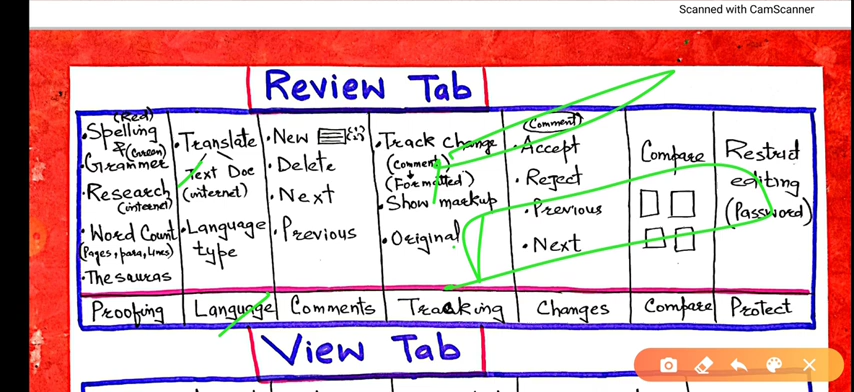 Scanned with CamScanner
Review Tab
(Red)
• Spelling
& (Green)
• Grammer
• Research
(internet)
• Word Count
(Pages, para, lines)
• Thesauras
Proofing
• Translate
Text Doc
(internet)
• Language
type
Language
• New
• Delete
• Next
• Previous
Comments
• Track Change
(Comment)
(Formatted)
• Show markup
• Original
Tracking
(Comment)
• Accept
• Reject
• Previous
• Next
Changes
Compare
Compare
Restrict
editing
(Password)
Protect
View Tab